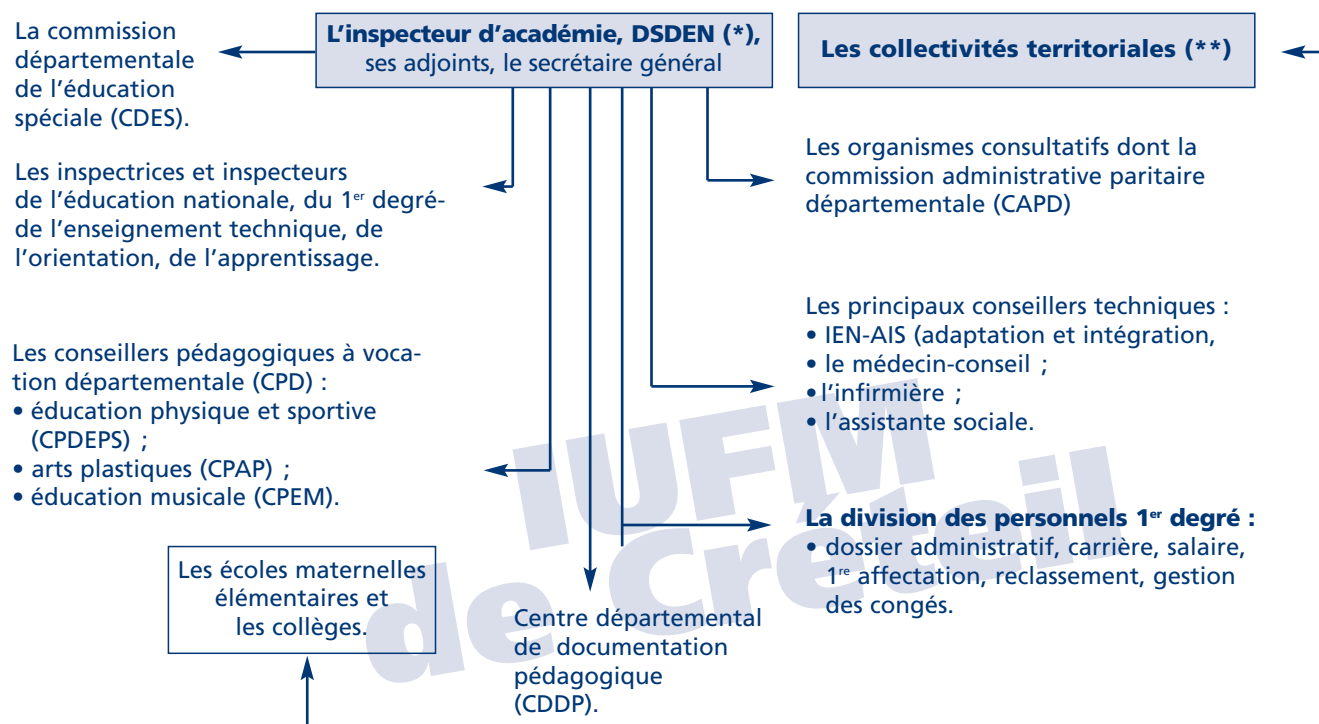 La commission
départementale
de l’éducation
spéciale (CDES).
L’inspecteur d’académie, DSDEN (*),
ses adjoints, le secrétaire général
Les collectivités territoriales (**)
Les inspectrices et inspecteurs
de l’éducation nationale, du 1er degré-
de l’enseignement technique, de
l’orientation, de l’apprentissage.
Les organismes consultatifs dont la
commission administrative paritaire
départementale (CAPD)
Les conseillers pédagogiques à voca-
tion départementale (CPD) :
• éducation physique et sportive
(CPDEPS) ;
• arts plastiques (CPAP) ;
• éducation musicale (CPEM).
Les principaux conseillers techniques :
• IEN-AIS (adaptation et intégration,
• le médecin-conseil ;
•l’infirmière ;
• l’assistante sociale.
La division des personnels 1er degré :
• dossier administratif, carrière, salaire,
1re affectation, reclassement, gestion
des congés.
Les écoles maternelles
élémentaires et
les collèges.
Centre départemental
de documentation
pédagogique
(CDDP).
IUFM
de Créteil